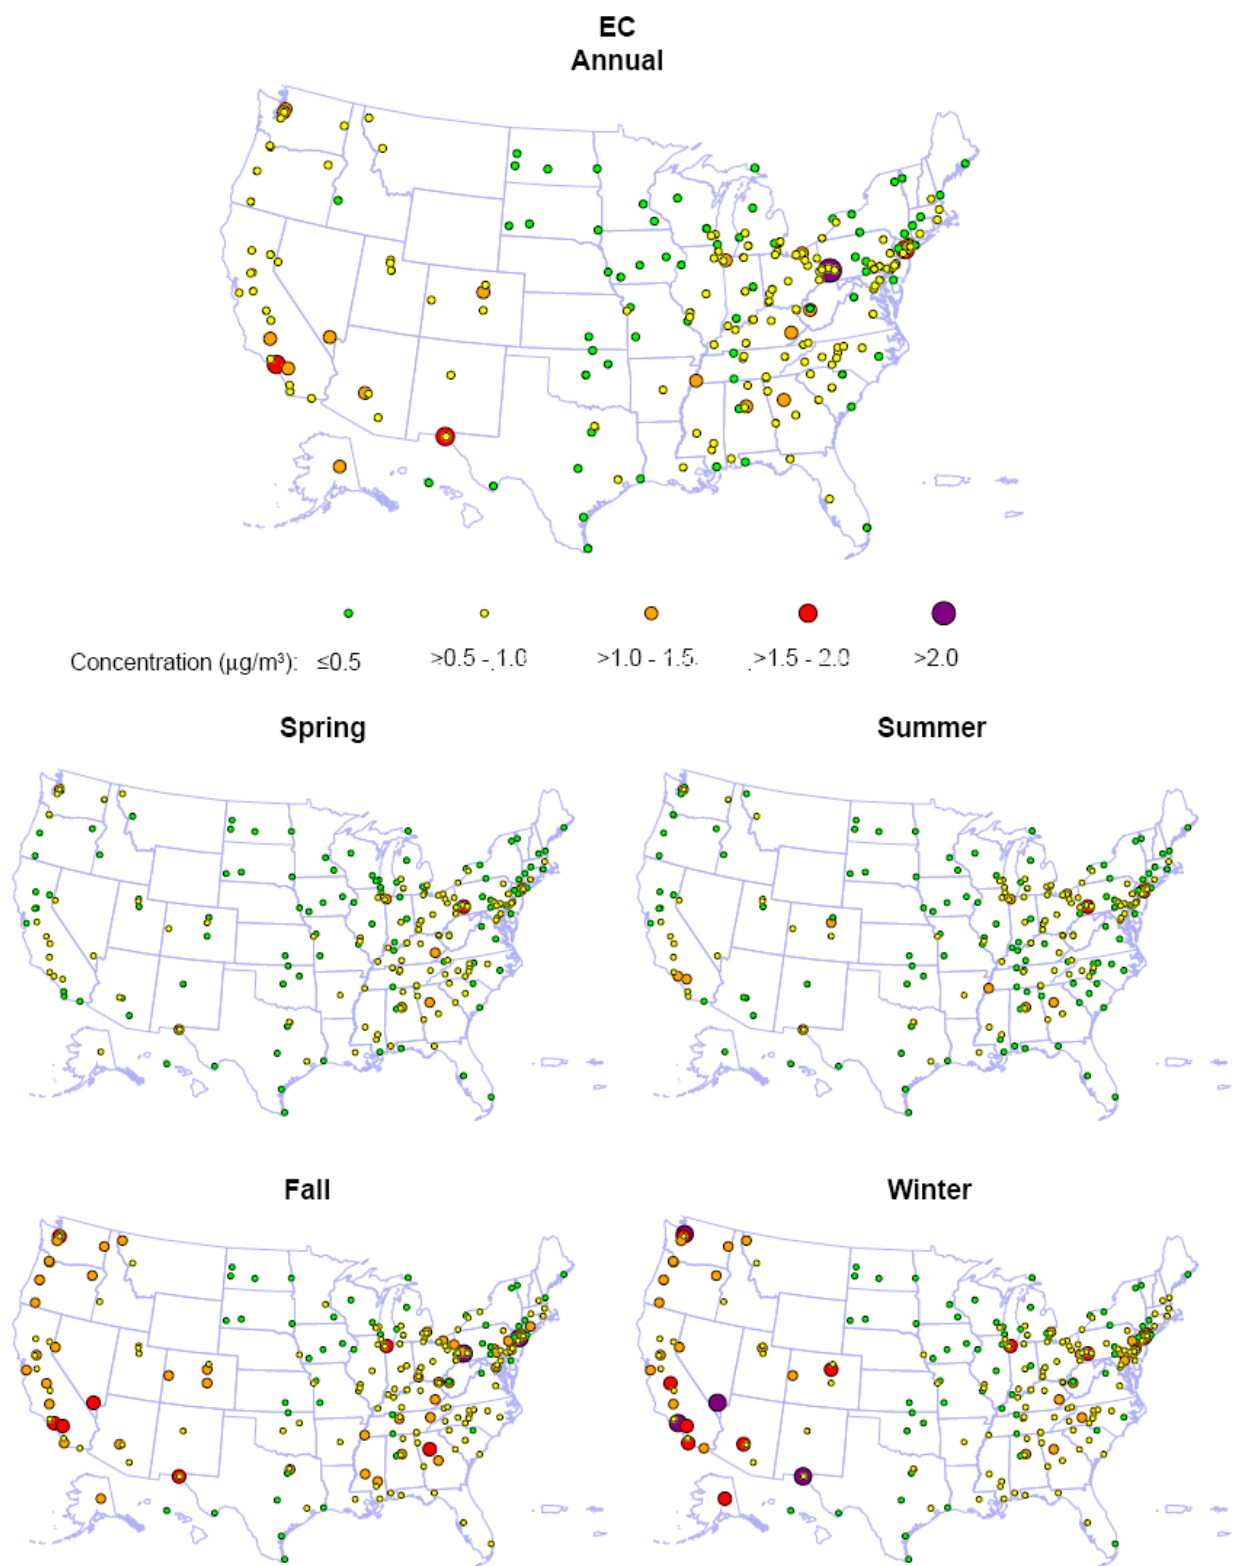 EC
Annual
Concentration (µg/m³): ≤0.5 >0.5 - 1.0 >1.0 - 1.5 >1.5 - 2.0 >2.0
Spring Summer
Fall Winter